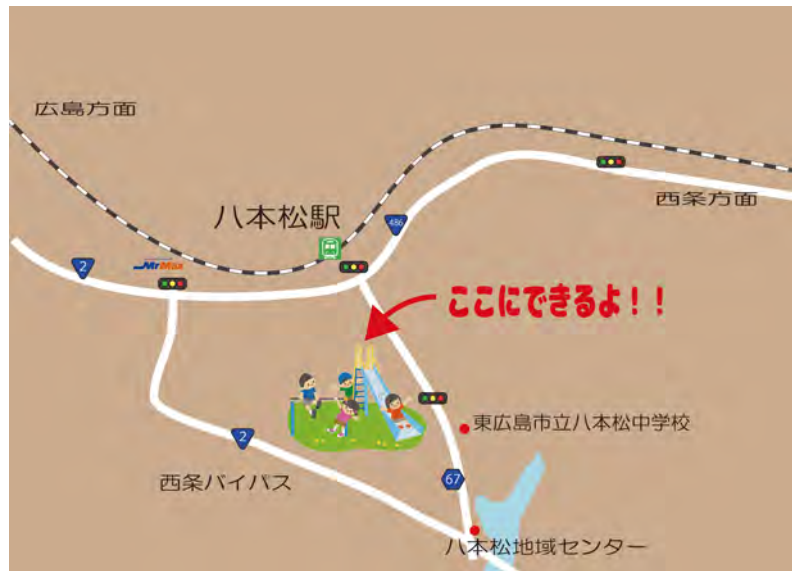 広島方面
八本松駅
486
西条方面
2
MrMax
ここにできるよ！！
東広島市立八本松中学校
2
67
西条バイパス
八本松地域センター